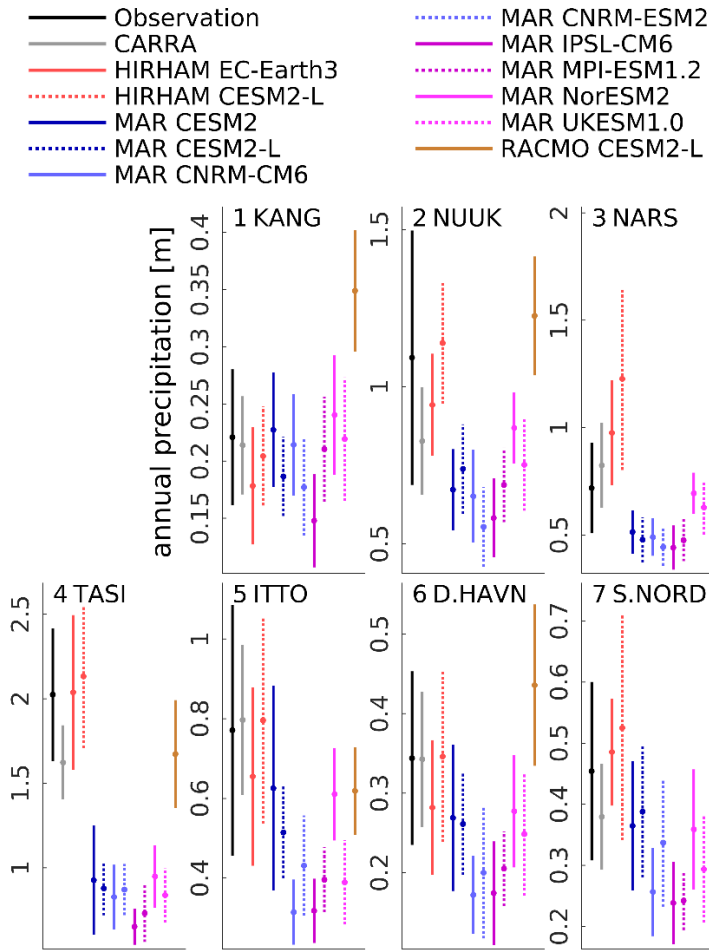 Observation
CARRA
HIRHAM EC-Earth3
HIRHAM CESM2-L
MAR CESM2
MAR CESM2-L
MAR CNRM-CM6
MAR CNRM-ESM2
MAR IPSL-CM6
MAR MPI-ESM1.2
MAR NorESM2
MAR UKESM1.0
RACMO CESM2-L
annual precipitation [m]
1 KANG
0.4
0.35
0.3
0.25
0.2
0.15
2 NUUK
1.5
1
0.5
3 NARS
2
1.5
1
0.5
4 TASI
2.5
2
1.5
1
5 ITTO
1
0.8
0.6
0.4
6 D.HAVN
0.5
0.4
0.3
0.2
7 S.NORD
0.7
0.6
0.5
0.4
0.3
0.2